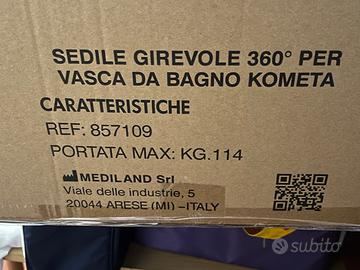 SEDILE GIREVOLE 360° PER
VASCA DA BAGNO KOMETA
CARATTERISTICHE
REF: 857109
PORTATA MAX: KG.114
MEDILAND Srl
Viale delle industrie, 5
20044 ARESE (MI) -ITALY
subito